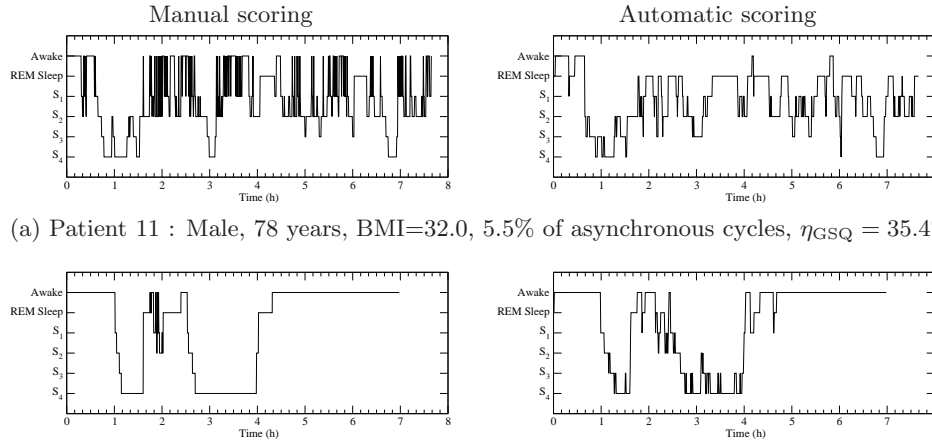 Manual scoring Automatic scoring
Awake
REM Sleep
S1
S2
S3
S4
0 1 2 3 4 5 6 7 8
Time (h)
Awake
REM Sleep
S1
S2
S3
S4
0 1 2 3 4 5 6 7
Time (h)
(a) Patient 11 : Male, 78 years, BMI=32.0, 5.5% of asynchronous cycles, ηGSQ = 35.4
Awake
REM Sleep
S1
S2
S3
S4
0 1 2 3 4 5 6 7 8
Time (h)
Awake
REM Sleep
S1
S2
S3
S4
0 1 2 3 4 5 6 7
Time (h)